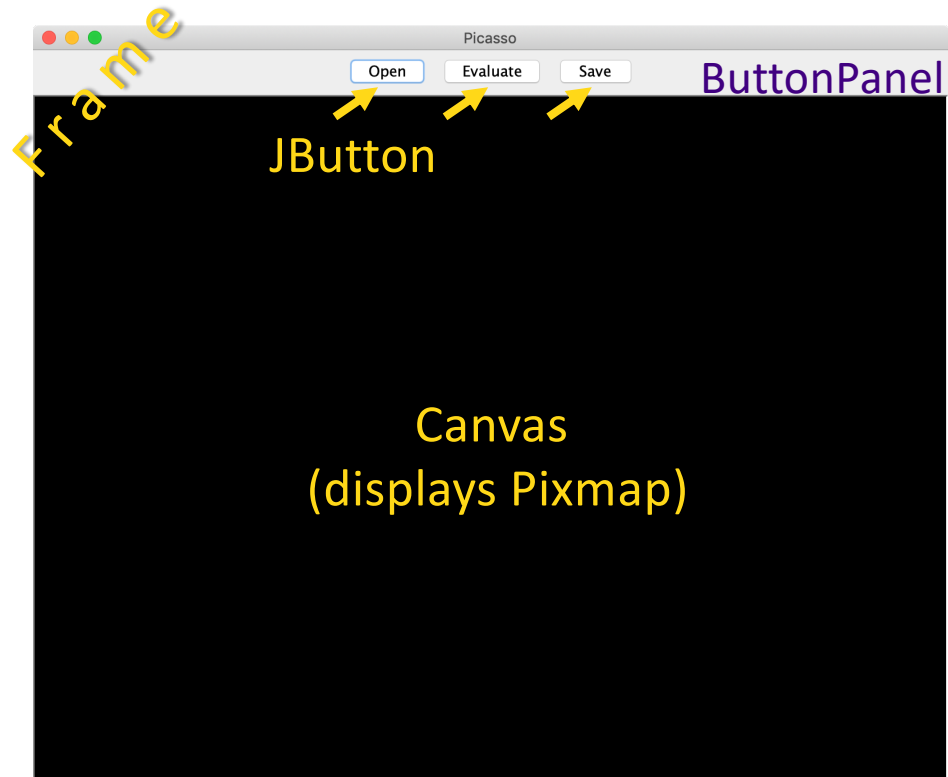 Frame
Picasso
Open Evaluate Save
ButtonPanel
JButton
Canvas
(displays Pixmap)